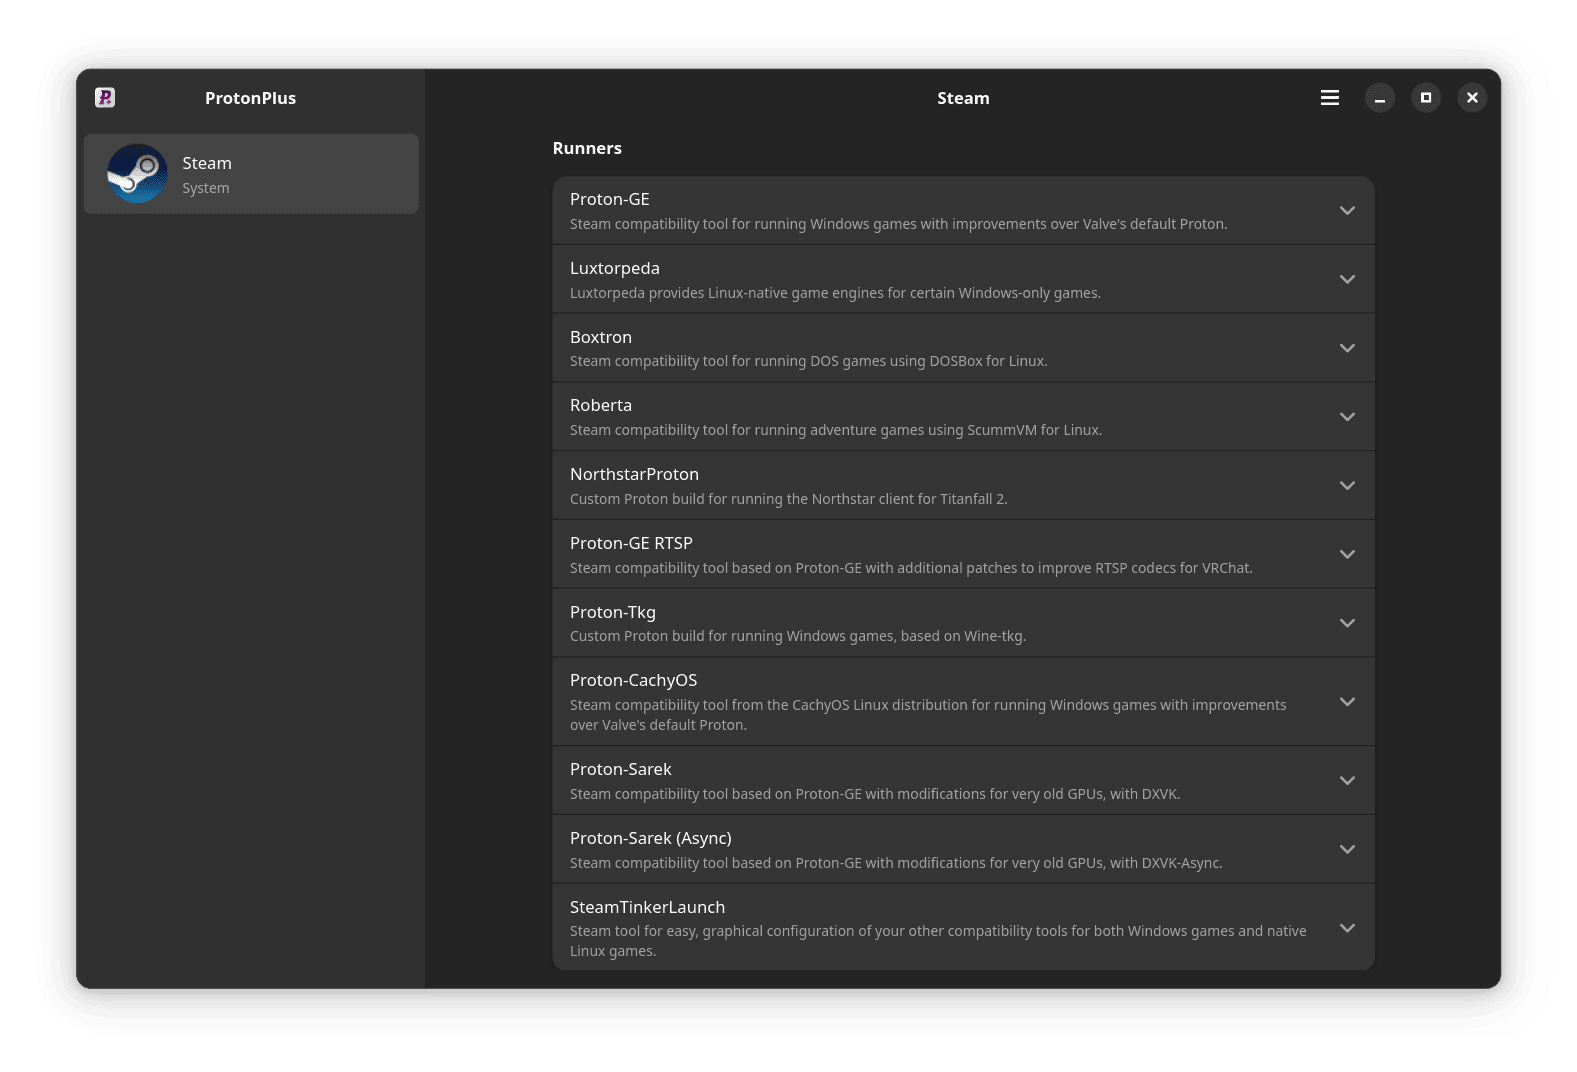 ProtonPlus
Steam
Steam
System
Runners
Proton-GE
Steam compatibility tool for running Windows games with improvements over Valve's default Proton.
Luxtorpeda
Luxtorpeda provides Linux-native game engines for certain Windows-only games.
Boxtron
Steam compatibility tool for running DOS games using DOSBox for Linux.
Roberta
Steam compatibility tool for running adventure games using ScummVM for Linux.
NorthstarProton
Custom Proton build for running the Northstar client for Titanfall 2.
Proton-GE RTSP
Steam compatibility tool based on Proton-GE with additional patches to improve RTSP codecs for VRChat.
Proton-Tkg
Custom Proton build for running Windows games, based on Wine-tkg.
Proton-CachyOS
Steam compatibility tool from the CachyOS Linux distribution for running Windows games with improvements
over Valve's default Proton.
Proton-Sarek
Steam compatibility tool based on Proton-GE with modifications for very old GPUs, with DXVK.
Proton-Sarek (Async)
Steam compatibility tool based on Proton-GE with modifications for very old GPUs, with DXVK-Async.
SteamTinkerLaunch
Steam tool for easy, graphical configuration of your other compatibility tools for both Windows games and native
Linux games.